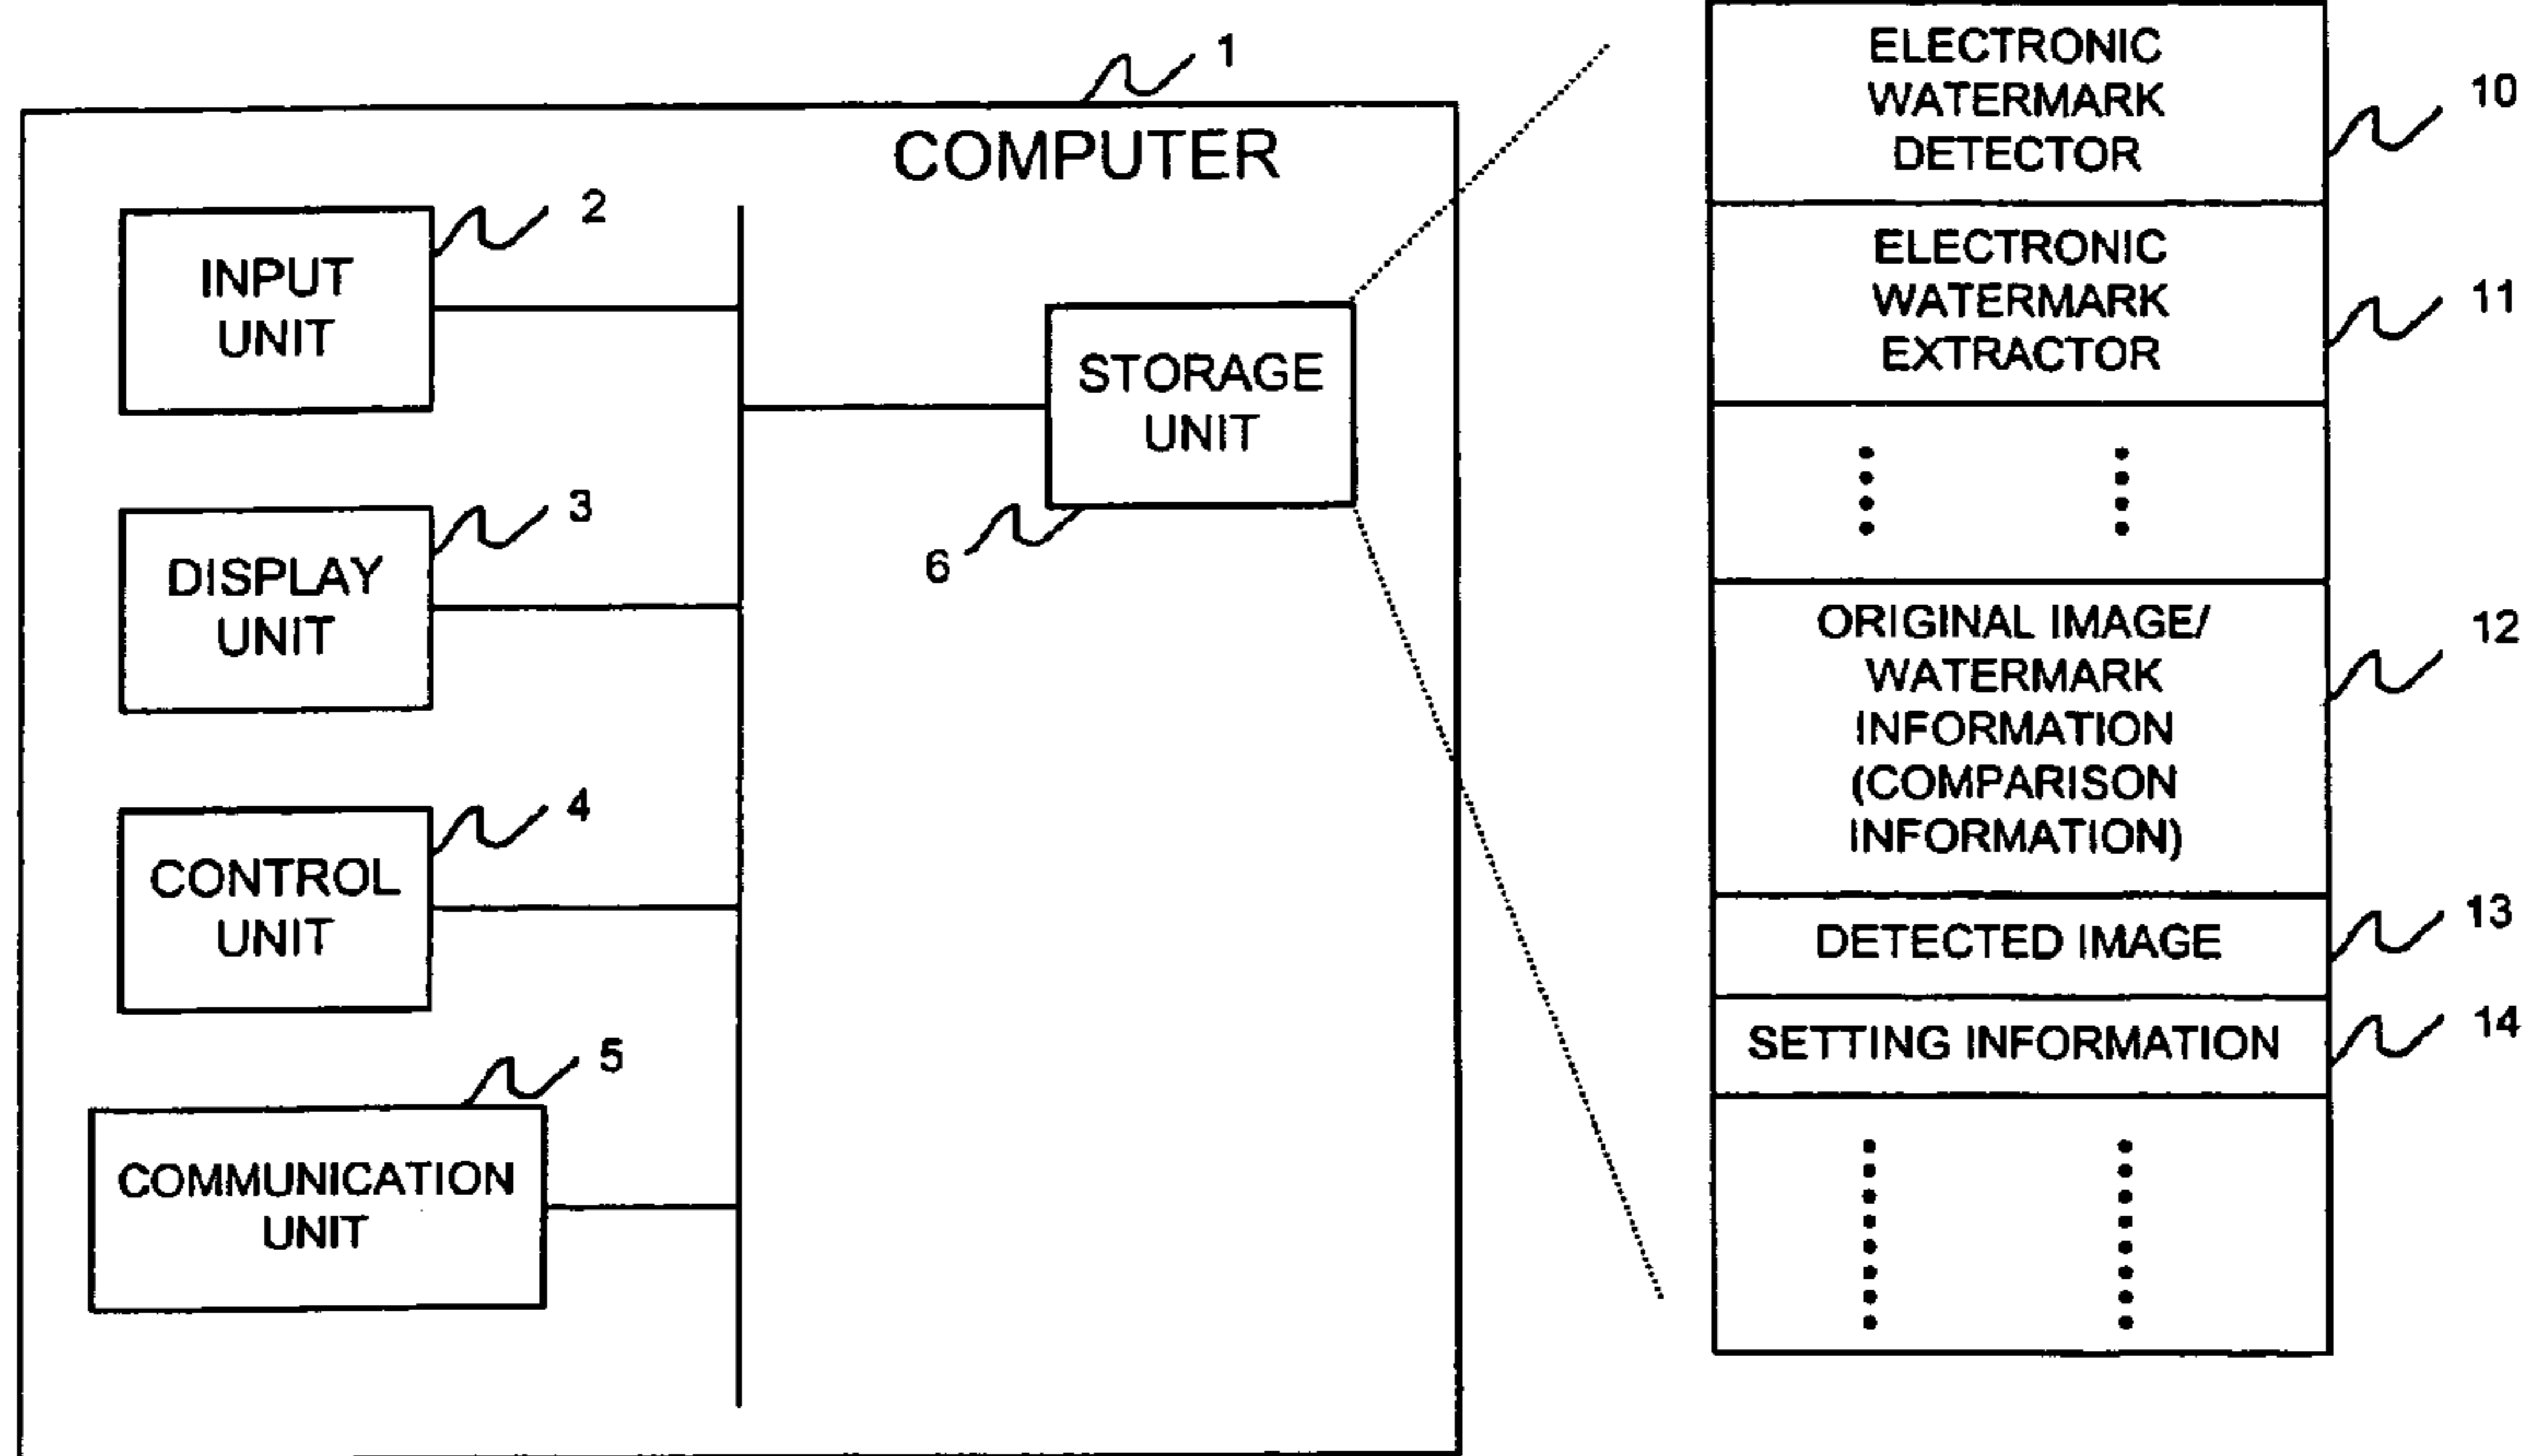 1
COMPUTER
2
INPUT
UNIT
3
DISPLAY
UNIT
4
CONTROL
UNIT
5
COMMUNICATION
UNIT
STORAGE
UNIT
6
ELECTRONIC
WATERMARK
DETECTOR
10
ELECTRONIC
WATERMARK
EXTRACTOR
11
ORIGINAL IMAGE/
WATERMARK
INFORMATION
(COMPARISON
INFORMATION)
12
DETECTED IMAGE
13
SETTING INFORMATION
14